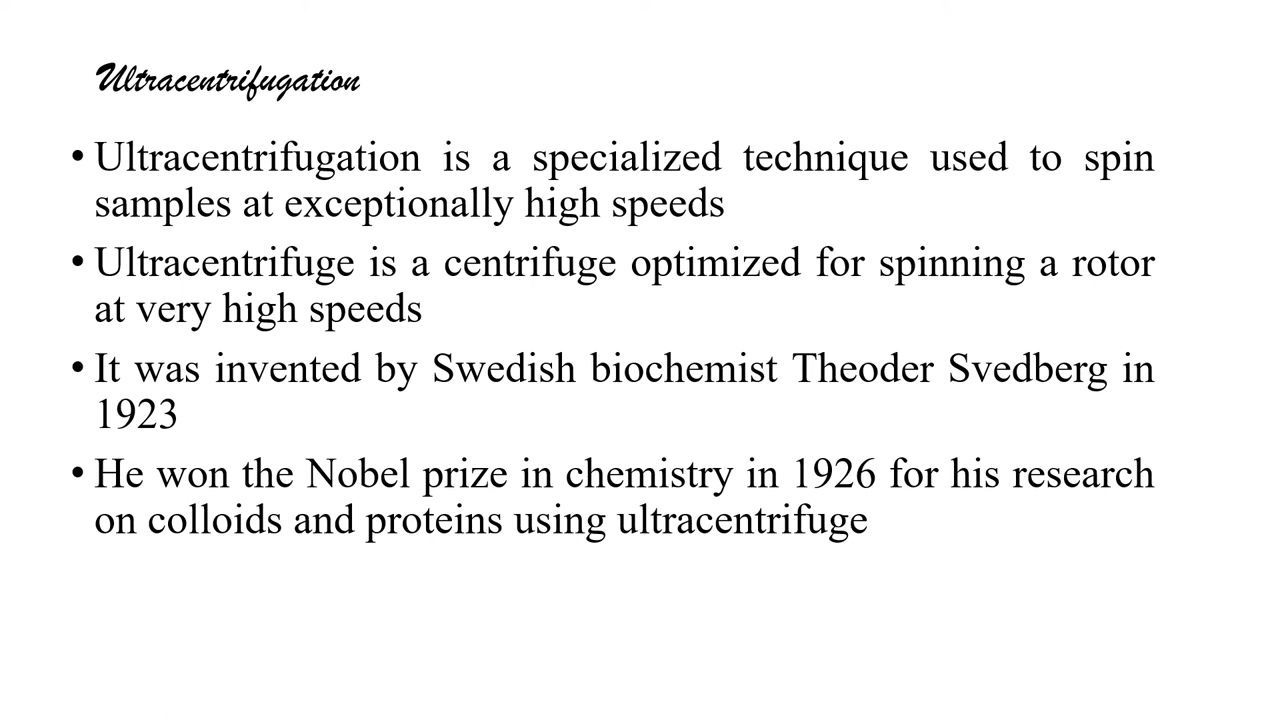 Ultracentrifugation
• Ultracentrifugation is a specialized technique used to spin
samples at exceptionally high speeds
• Ultracentrifuge is a centrifuge optimized for spinning a rotor
at very high speeds
• It was invented by Swedish biochemist Theoder Svedberg in
1923
• He won the Nobel prize in chemistry in 1926 for his research
on colloids and proteins using ultracentrifuge